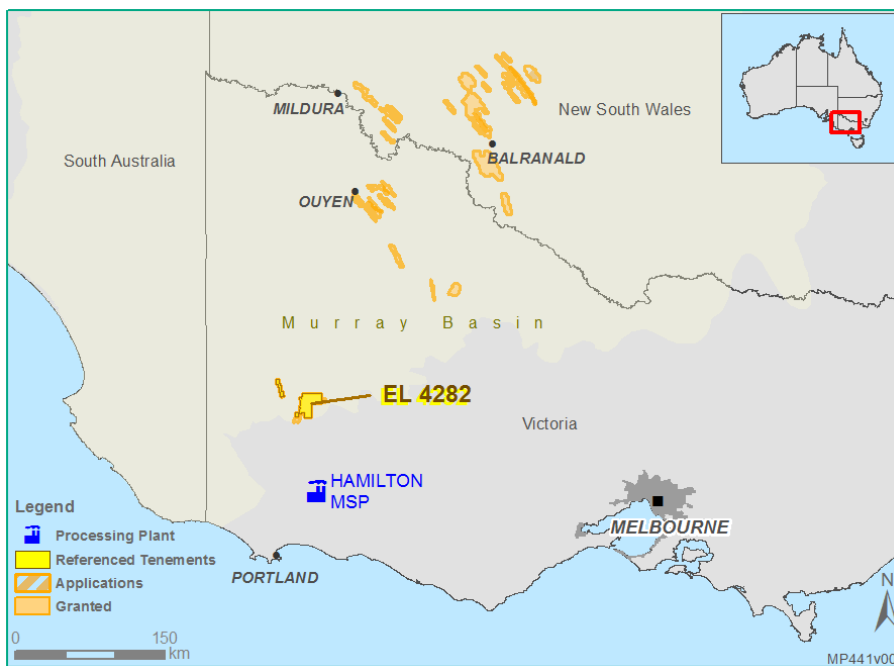 MILDURA
New South Wales
South Australia
BALRANALD
OUYEN
Murray Basin
EL 4282
Victoria
HAMILTON
MSP
MELBOURNE
PORTLAND
Legend
Processing Plant
Referenced Tenements
Applications
Granted
0 150
km
N
MP441v00